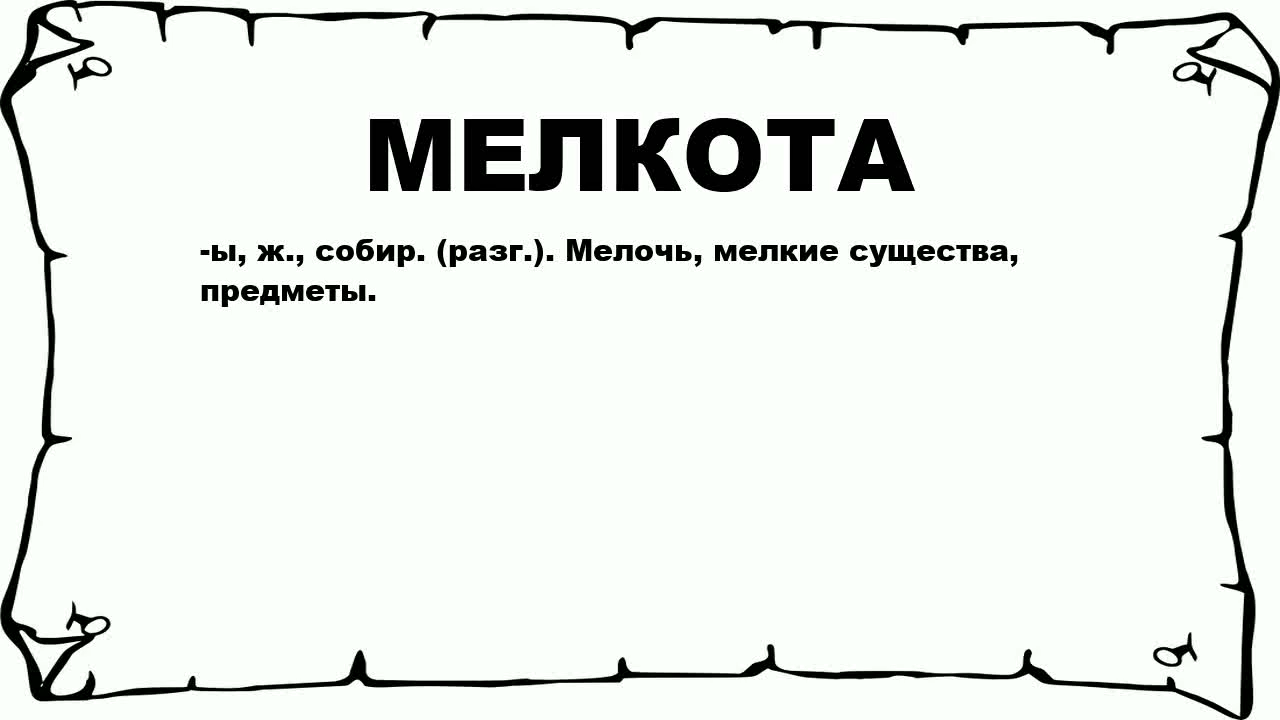 МЕЛКОТА
-ы, ж., собир. (разг.). Мелочь, мелкие существа,
предметы.